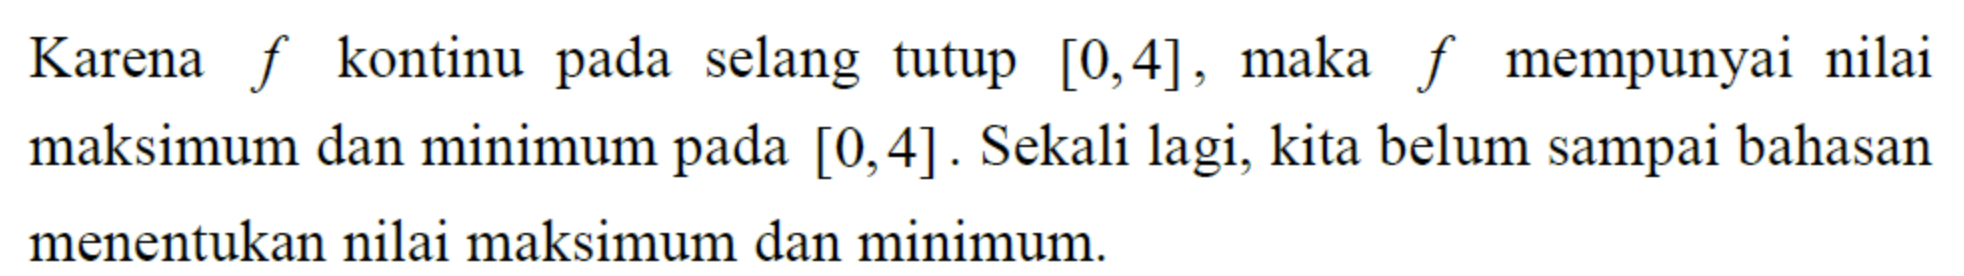 Karena f kontinu pada selang tutup [0,4], maka f mempunyai nilai
maksimum dan minimum pada [0,4]. Sekali lagi, kita belum sampai bahasan
menentukan nilai maksimum dan minimum.